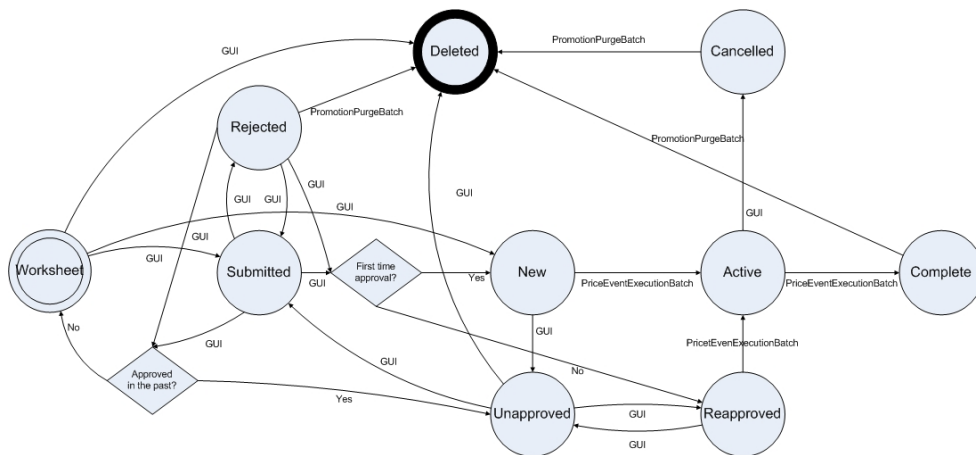 GUI
Deleted
PromotionPurgeBatch
Cancelled
PromotionPurgeBatch
Rejected
PromotionPurgeBatch
GUI
GUI
GUI
GUI
GUI
GUI
GUI
GUI
GUI
Worksheet
Submitted
GUI
First time
approval?
Yes
New
PriceEventExecutionBatch
Active
PriceEventExecutionBatch
Complete
No
GUI
GUI
PricetEvenExecutionBatch
GUI
No
Approved
in the past?
Yes
Unapproved
GUI
Reapproved
GUI